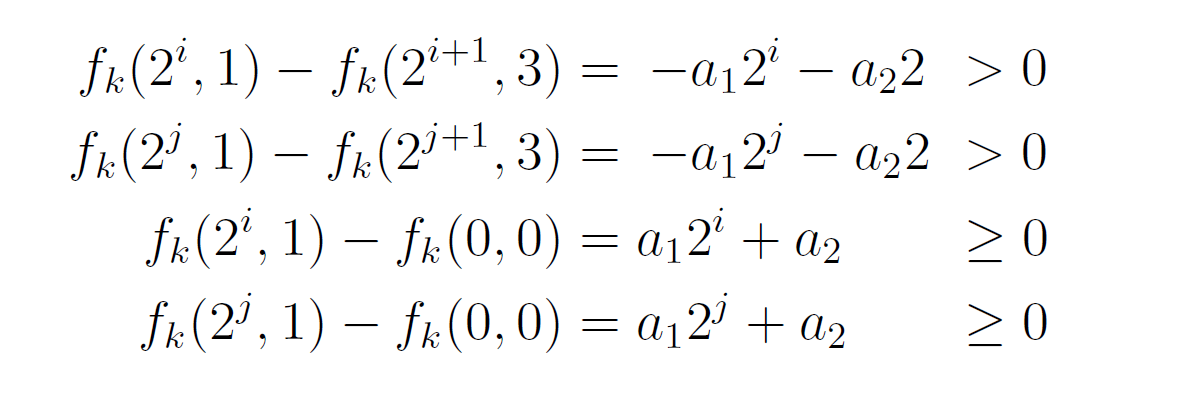 f_k(2^i, 1) − f_k(2^{i+1}, 3) = −a_1 2^i − a_2 2 > 0
f_k(2^j, 1) − f_k(2^{j+1}, 3) = −a_1 2^j − a_2 2 > 0
f_k(2^i, 1) − f_k(0, 0) = a_1 2^i + a_2 ≥ 0
f_k(2^j, 1) − f_k(0, 0) = a_1 2^j + a_2 ≥ 0